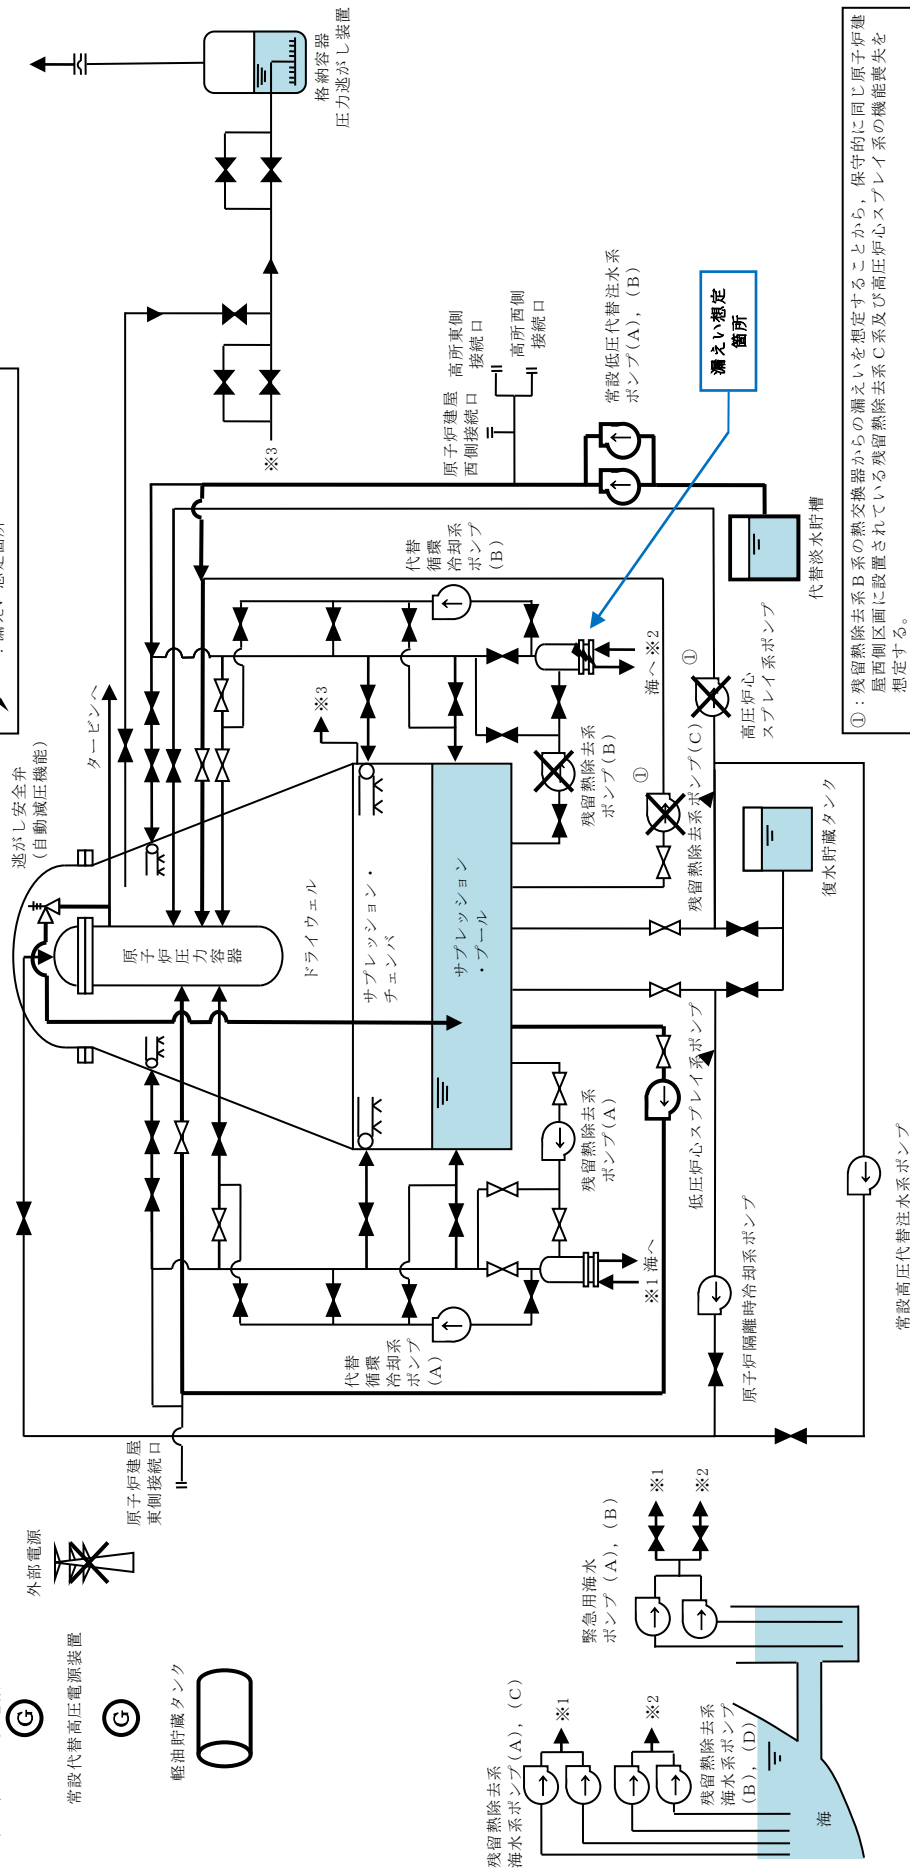 格納容器
圧力逃がし装置
※3
逃がし安全弁
（自動減圧機能）
タービンへ
原子炉圧力容器
ドライウェル
サプレッション・
チェンバ
サプレッション
・プール
※3
代替
循環
冷却系
ポンプ
（B）
原子炉建屋
西側接続口
高所東側
接続口
高所西側
接続口
常設低圧代替注水系
ポンプ(A)，(B)
漏えい想定
箇所
代替淡水貯槽
海へ ※2
残留熱除去系
ポンプ(B)
①
残留熱除去系ポンプ(C)
①
高圧炉心
スプレイ系ポンプ
復水貯蔵タンク
①：残留熱除去系Ｂ系の熱交換器からの漏えいを想定することから，保守的に同じ原子炉建
屋西側区画に設置されている残留熱除去系Ｃ系及び高圧炉心スプレイ系の機能喪失を
想定する。
残留熱除去系
ポンプ(A)
低圧炉心スプレイ系ポンプ
※1 海へ
代替
循環
冷却系
ポンプ
(A)
原子炉隔離時冷却系ポンプ
常設高圧代替注水系ポンプ
原子炉建屋
東側接続口
外部電源
G
常設代替高圧電源装置
G
軽油貯蔵タンク
緊急用海水
ポンプ（A），（B）
※1
※2
残留熱除去系
海水系ポンプ(A)，(C)
※1
※2
残留熱除去系
海水系ポンプ
(B)，(D)
海